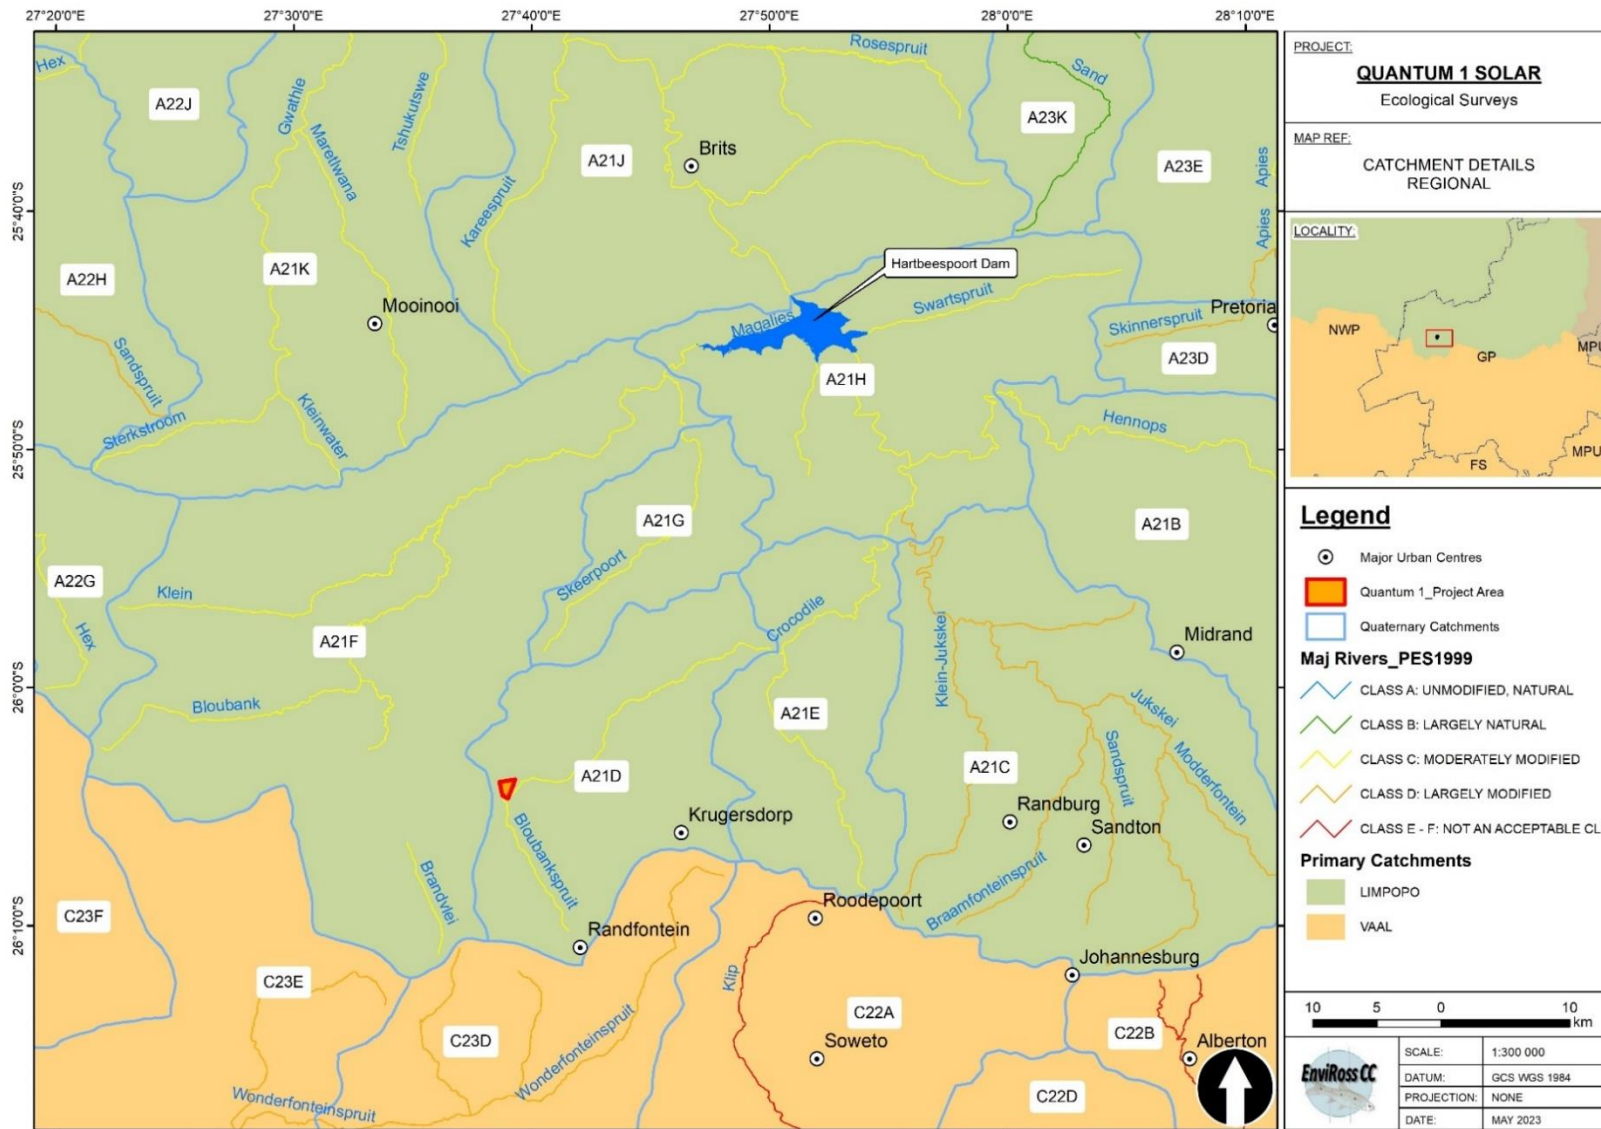 27°20'0"E
27°30'0"E
27°40'0"E
27°50'0"E
28°0'0"E
28°10'0"E
25°40'0"S
25°50'0"S
26°0'0"S
26°10'0"S
Hex
A22J
Gwathle
Maretlwana
Tshukutswe
A21J
Brits
Rosespruit
Sand
A23K
A23E
Apies
Apies
Kareespruit
A22H
A21K
Mooinooi
Hartbeespoort Dam
Magalies
Swartspruit
Skinnerspruit
Pretoria
A23D
Sandspruit
Sterkstroom
Kleinwater
A21H
Hennops
A21G
A21B
A22G
Hex
Klein
Skeerpoort
A21F
Crocodile
Klein-Jukskei
Midrand
Bloubank
A21E
Jukskei
Modderfontein
Sandspruit
A21D
A21C
Randburg
Sandton
Krugersdorp
Bloubankspruit
Brandvlei
Braamfonteinspruit
Roodepoort
Randfontein
C23F
Johannesburg
C23E
Klip
C22A
C22B
C23D
Soweto
Alberton
Wonderfonteinspruit
Wonderfonteinspruit
C22D
PROJECT:
QUANTUM 1 SOLAR
Ecological Surveys
MAP REF:
CATCHMENT DETAILS
REGIONAL
LOCALITY:
NWP
GP
MPU
MPU
FS
Legend
Major Urban Centres
Quantum 1_Project Area
Quaternary Catchments
Maj Rivers_PES1999
CLASS A: UNMODIFIED, NATURAL
CLASS B: LARGELY NATURAL
CLASS C: MODERATELY MODIFIED
CLASS D: LARGELY MODIFIED
CLASS E - F: NOT AN ACCEPTABLE CL
Primary Catchments
LIMPOPO
VAAL
10 5 0 10
km
EnviRoss CC
SCALE: 1:300 000
DATUM: GCS WGS 1984
PROJECTION: NONE
DATE: MAY 2023